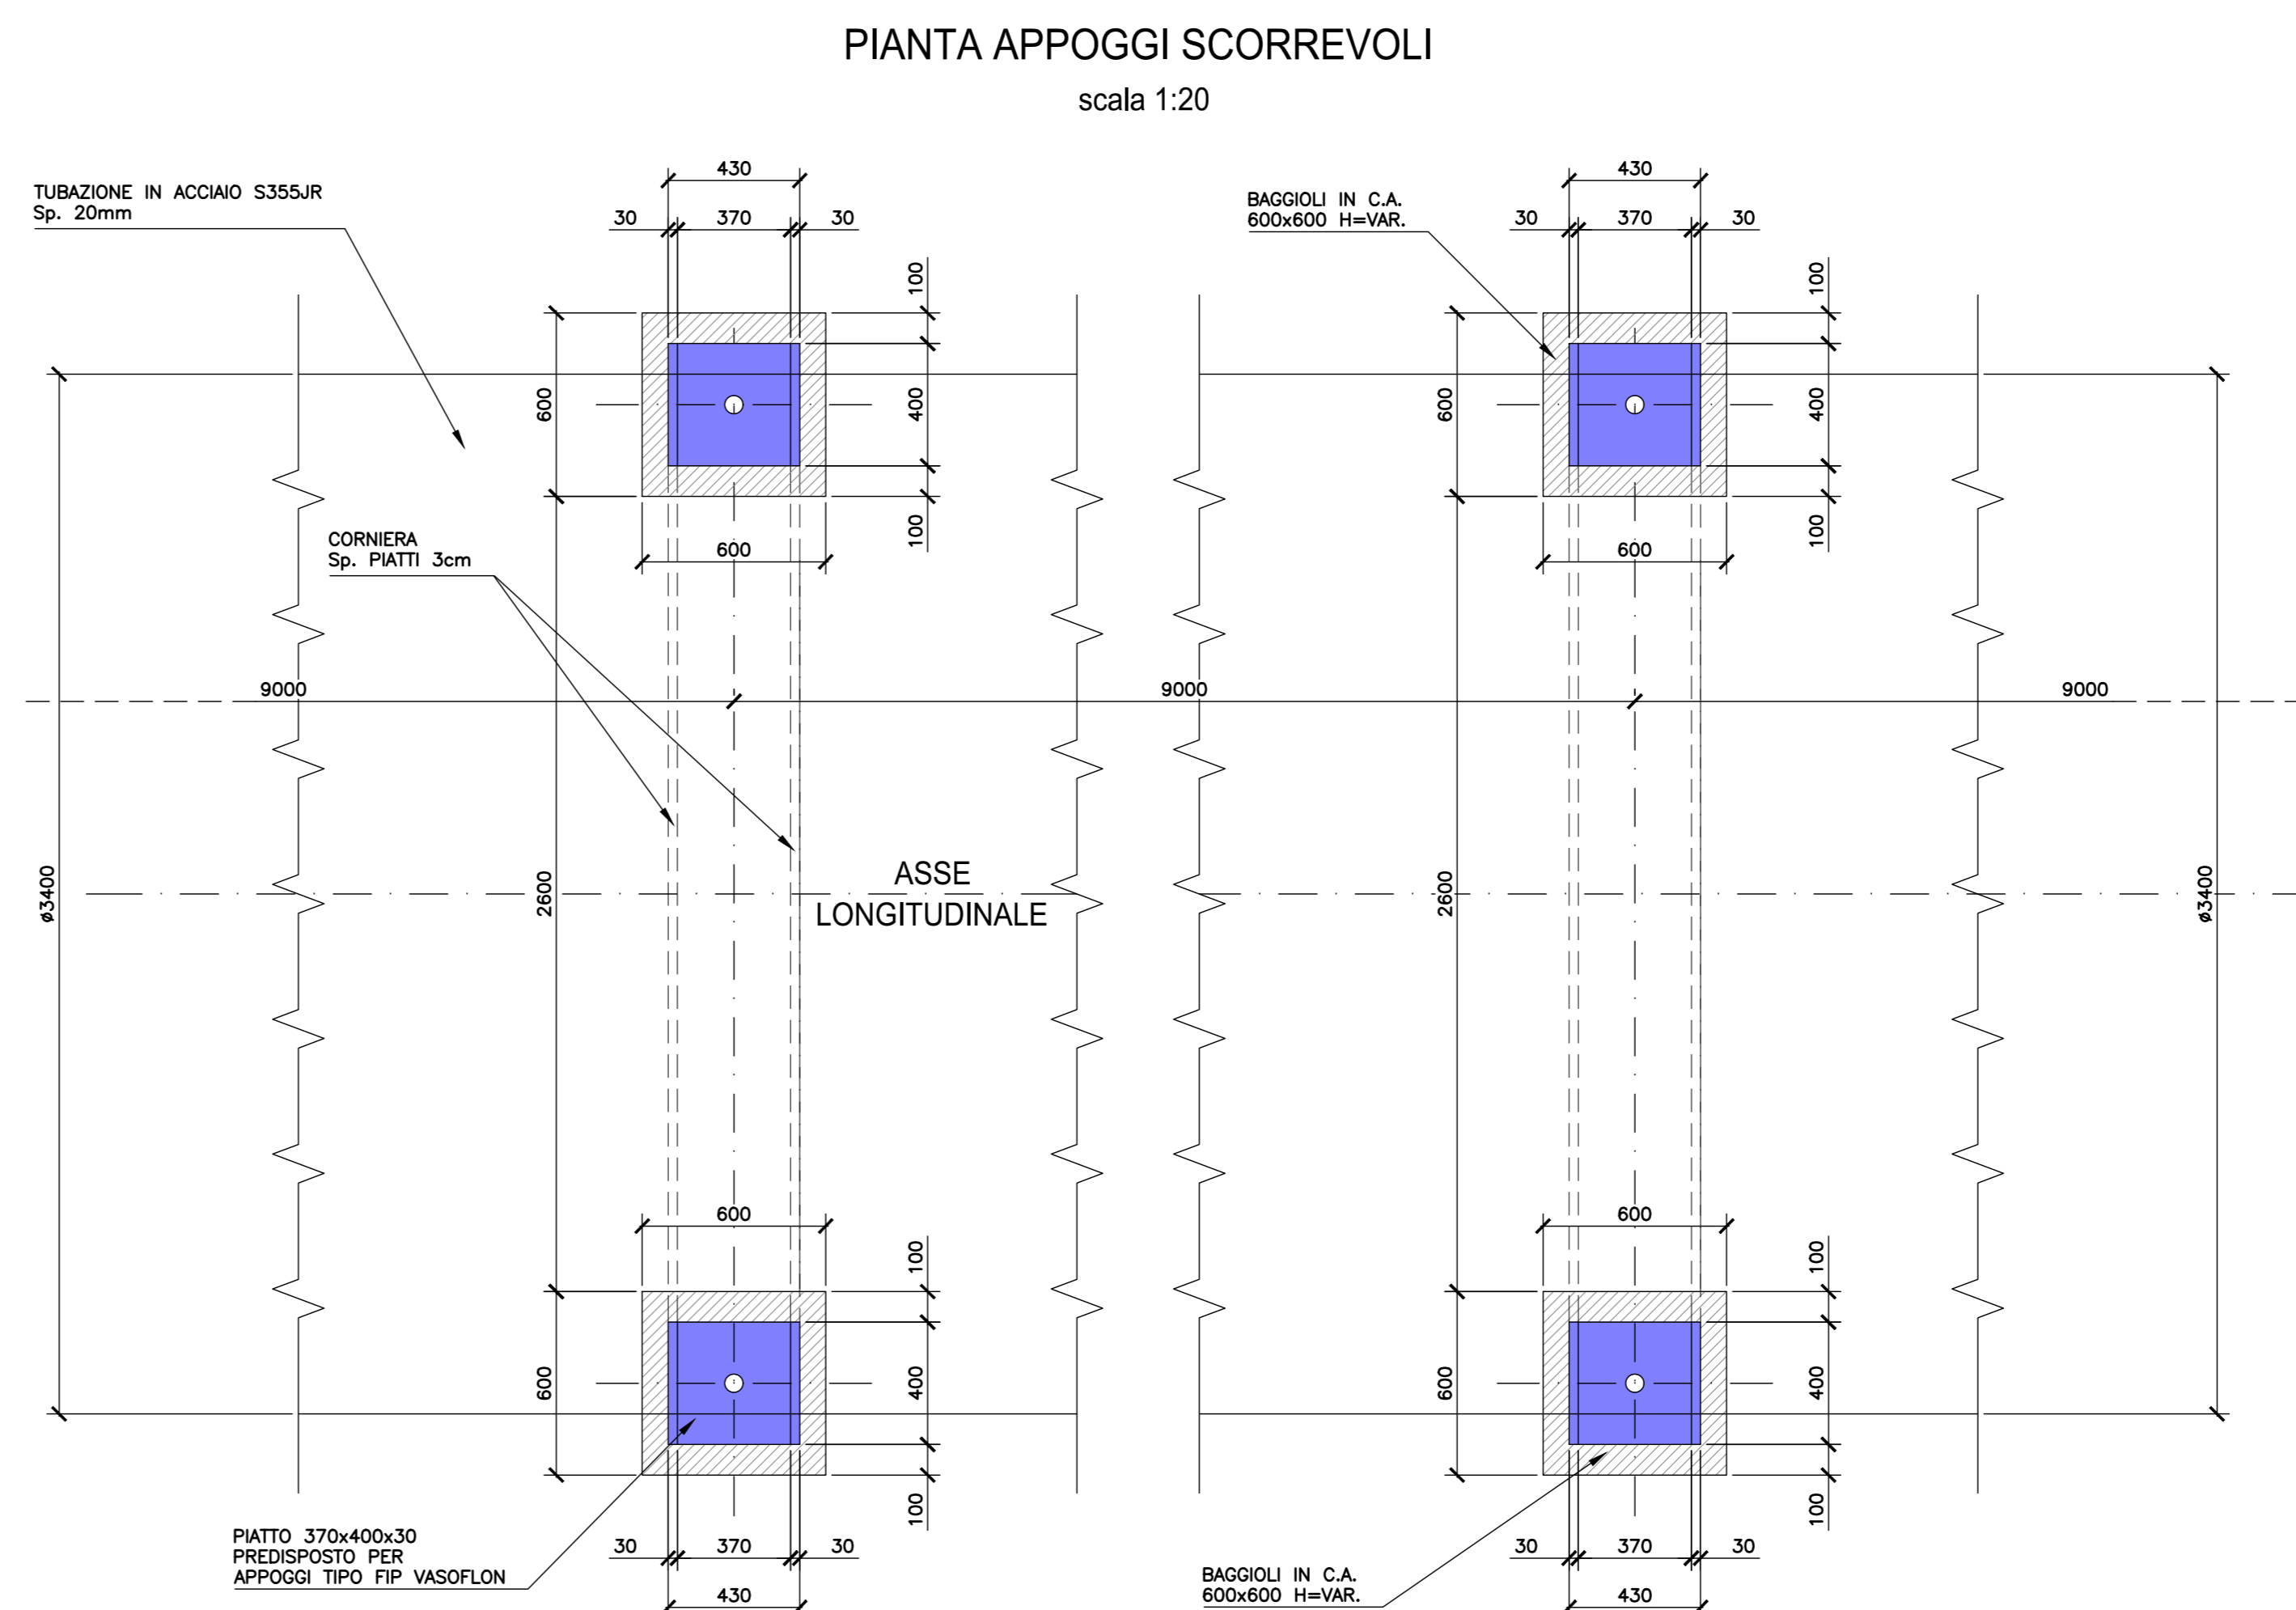 PIANTA APPOGGI SCORREVOLI
scala 1:20
430
430
TUBAZIONE IN ACCIAIO S355JR
Sp. 20mm
BAGGIOLI IN C.A.
600x600 H=VAR.
30 370 30
30 370 30
100
100
600
400
600
400
100
100
CORNIERA
Sp. PIATTI 3cm
600
600
9000
9000
9000
ø3400
2600
ASSE
LONGITUDINALE
2600
ø3400
600
600
100
100
600
400
600
400
100
100
PIATTO 370x400x30
PREDISPOSTO PER
APPOGGI TIPO FIP VASOFLON
30 370 30
30 370 30
BAGGIOLI IN C.A.
600x600 H=VAR.
430
430